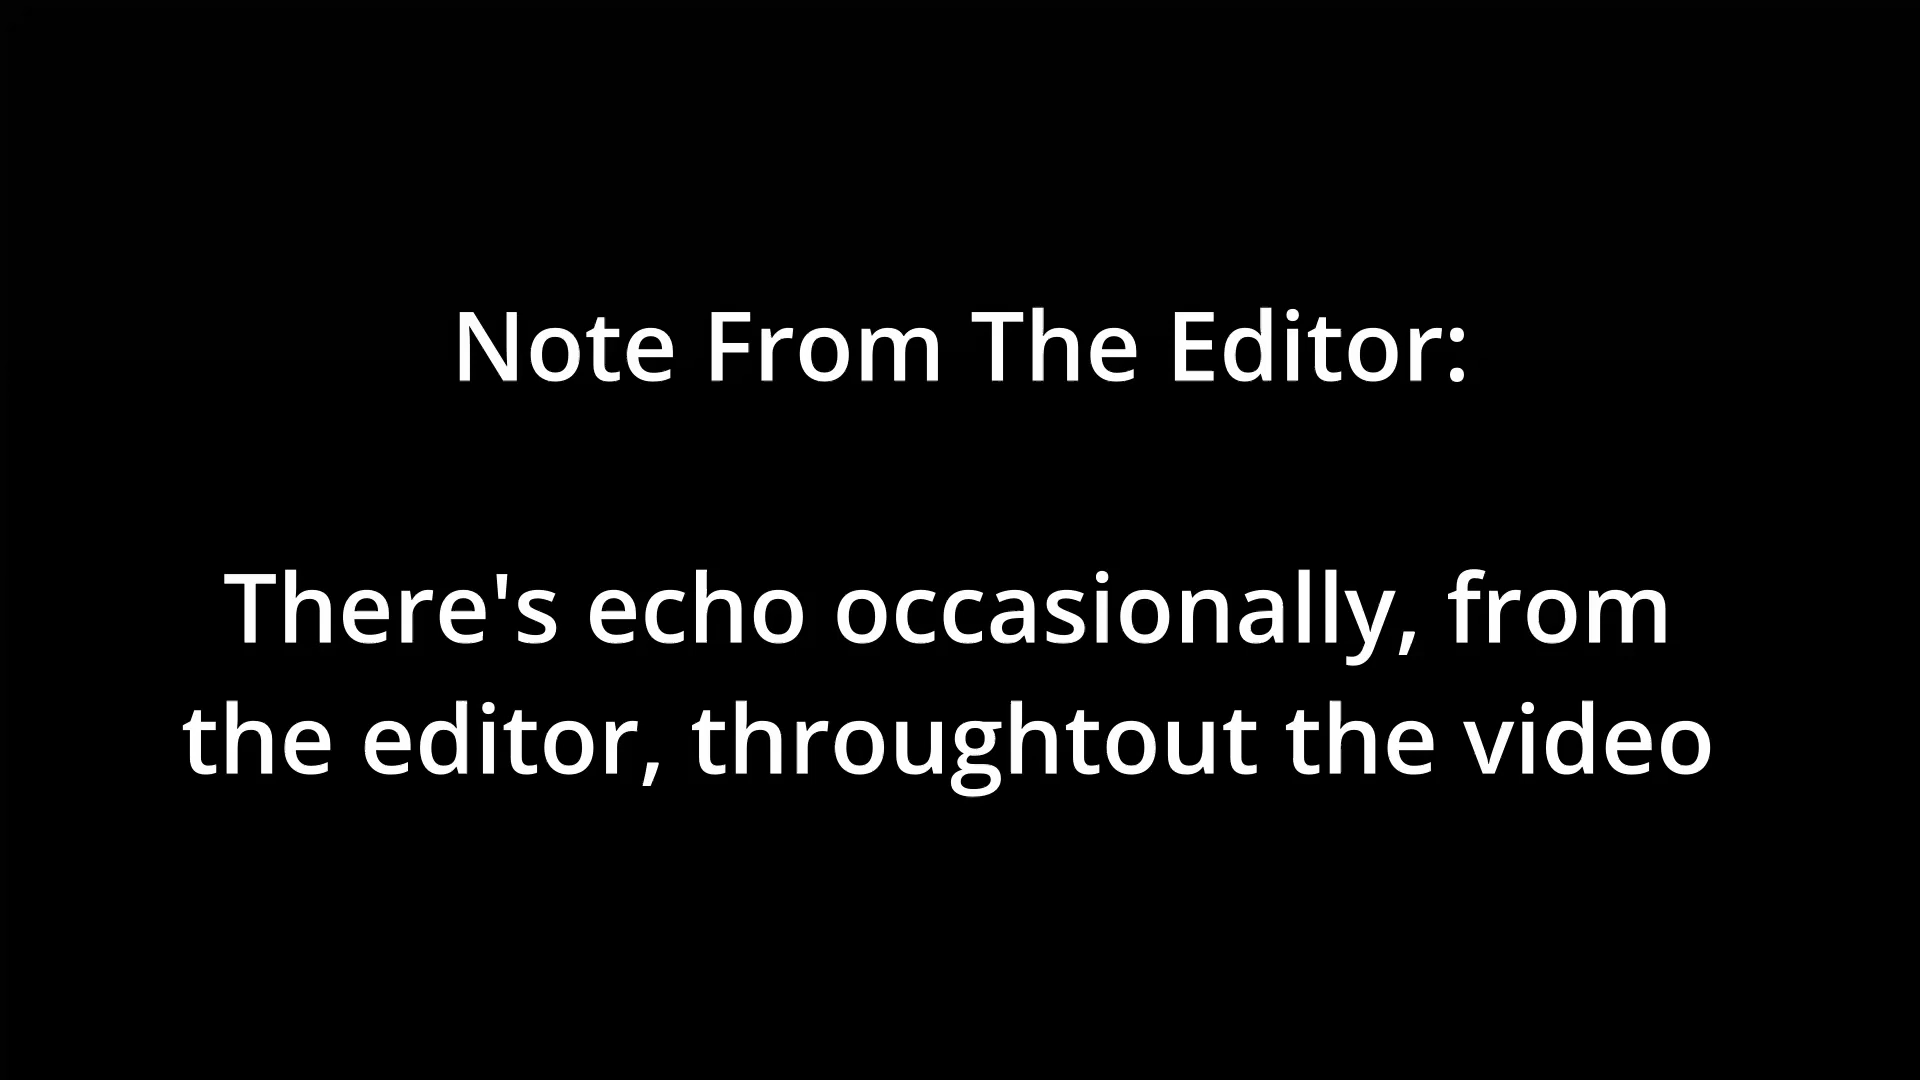 Note From The Editor:
There's echo occasionally, from
the editor, throughtout the video